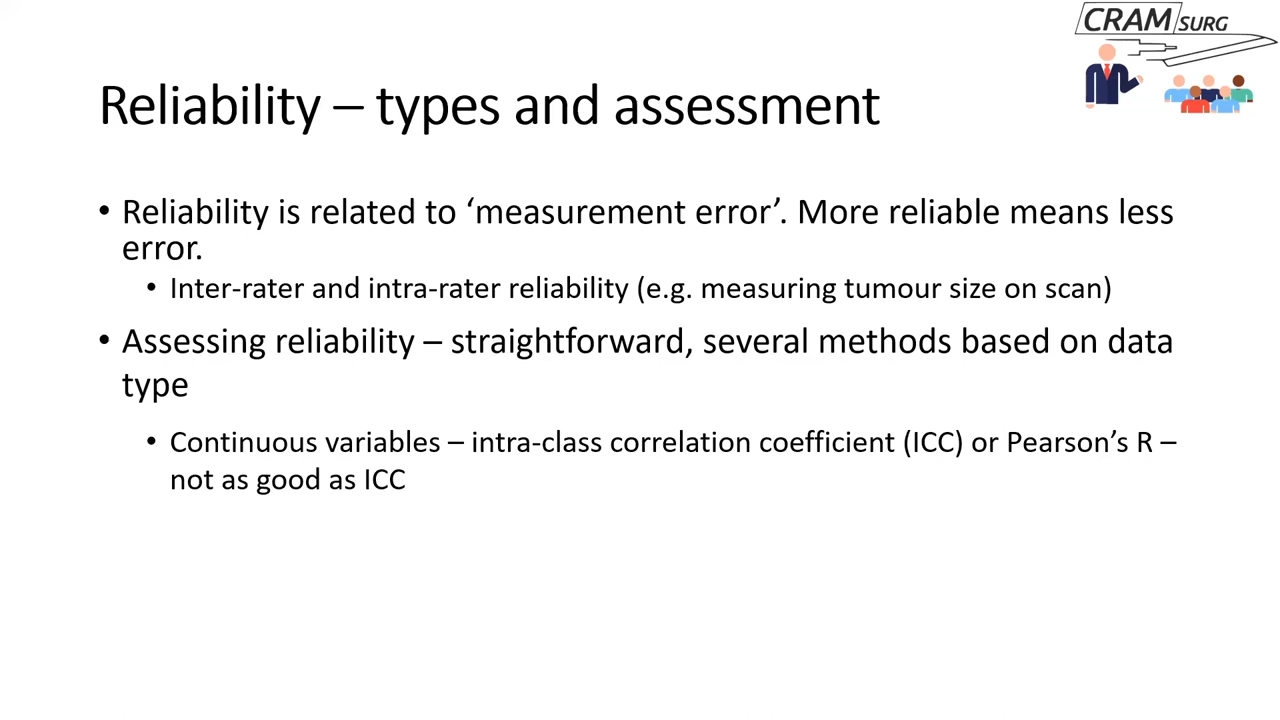 CRAM SURG
Reliability – types and assessment
• Reliability is related to ‘measurement error’. More reliable means less
error.
• Inter-rater and intra-rater reliability (e.g. measuring tumour size on scan)
• Assessing reliability – straightforward, several methods based on data
type
• Continuous variables – intra-class correlation coefficient (ICC) or Pearson’s R –
not as good as ICC